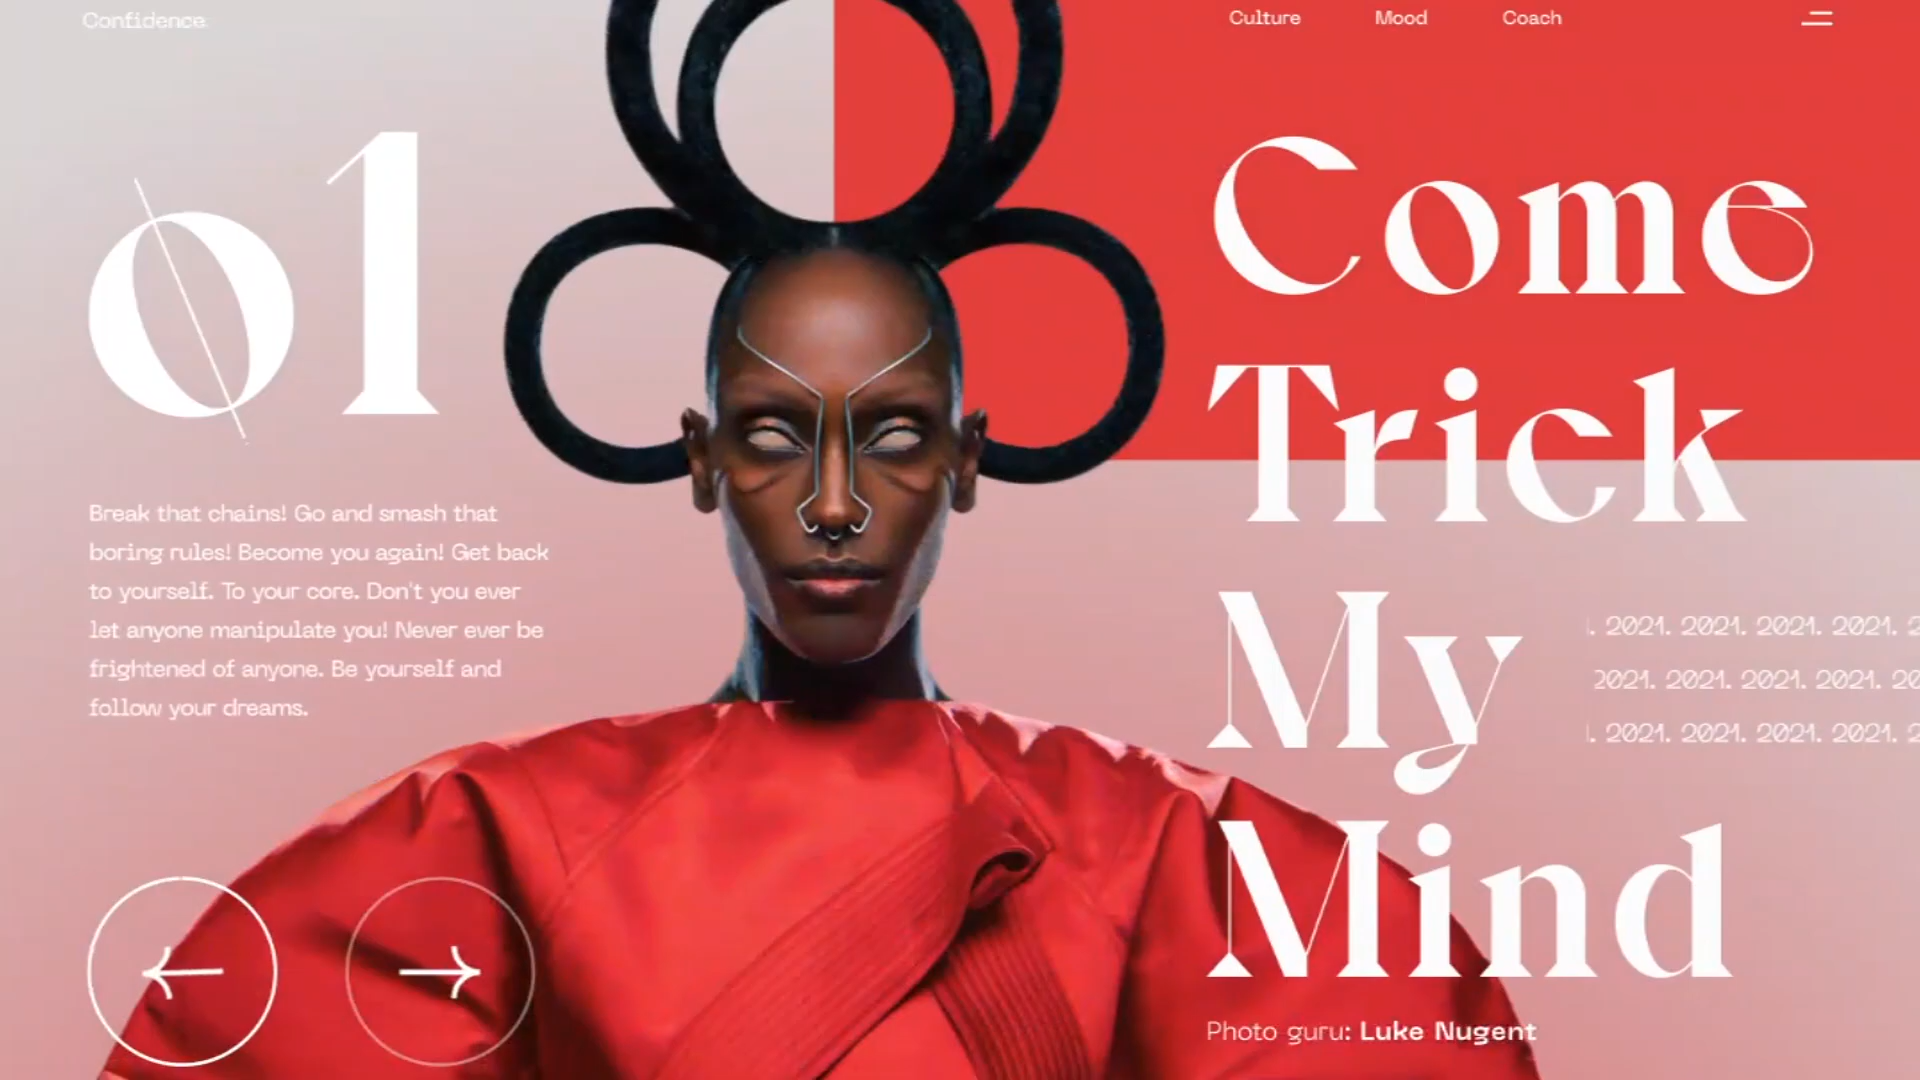 Confidence
Culture
Mood
Coach
01
Come
Trick
My
Mind
Break that chains! Go and smash that
boring rules! Become you again! Get back
to yourself. To your core. Don't you ever
let anyone manipulate you! Never ever be
frightened of anyone. Be yourself and
follow your dreams.
. 2021. 2021. 2021. 2021. 2
2021. 2021. 2021. 2021. 20
. 2021. 2021. 2021. 2021. 2
Photo guru: Luke Nugent